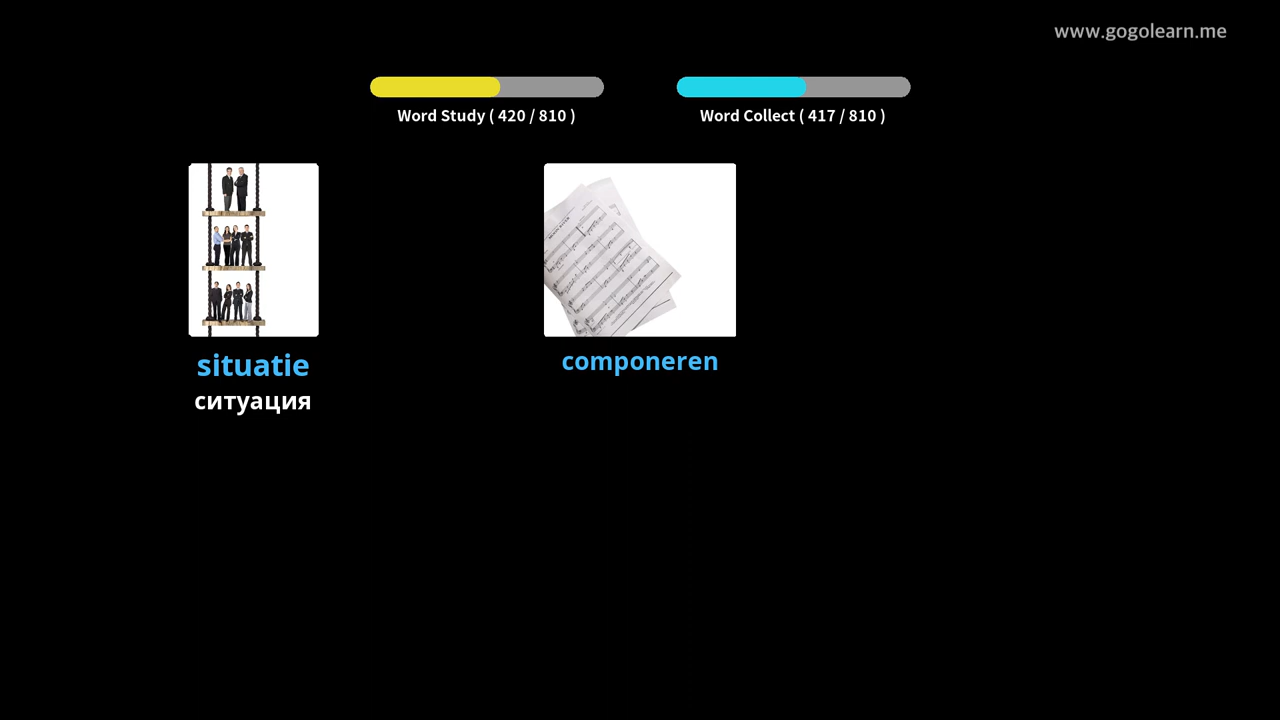 www.gogolearn.me
Word Study ( 420 / 810 )
Word Collect ( 417 / 810 )
situatie
ситуация
componeren